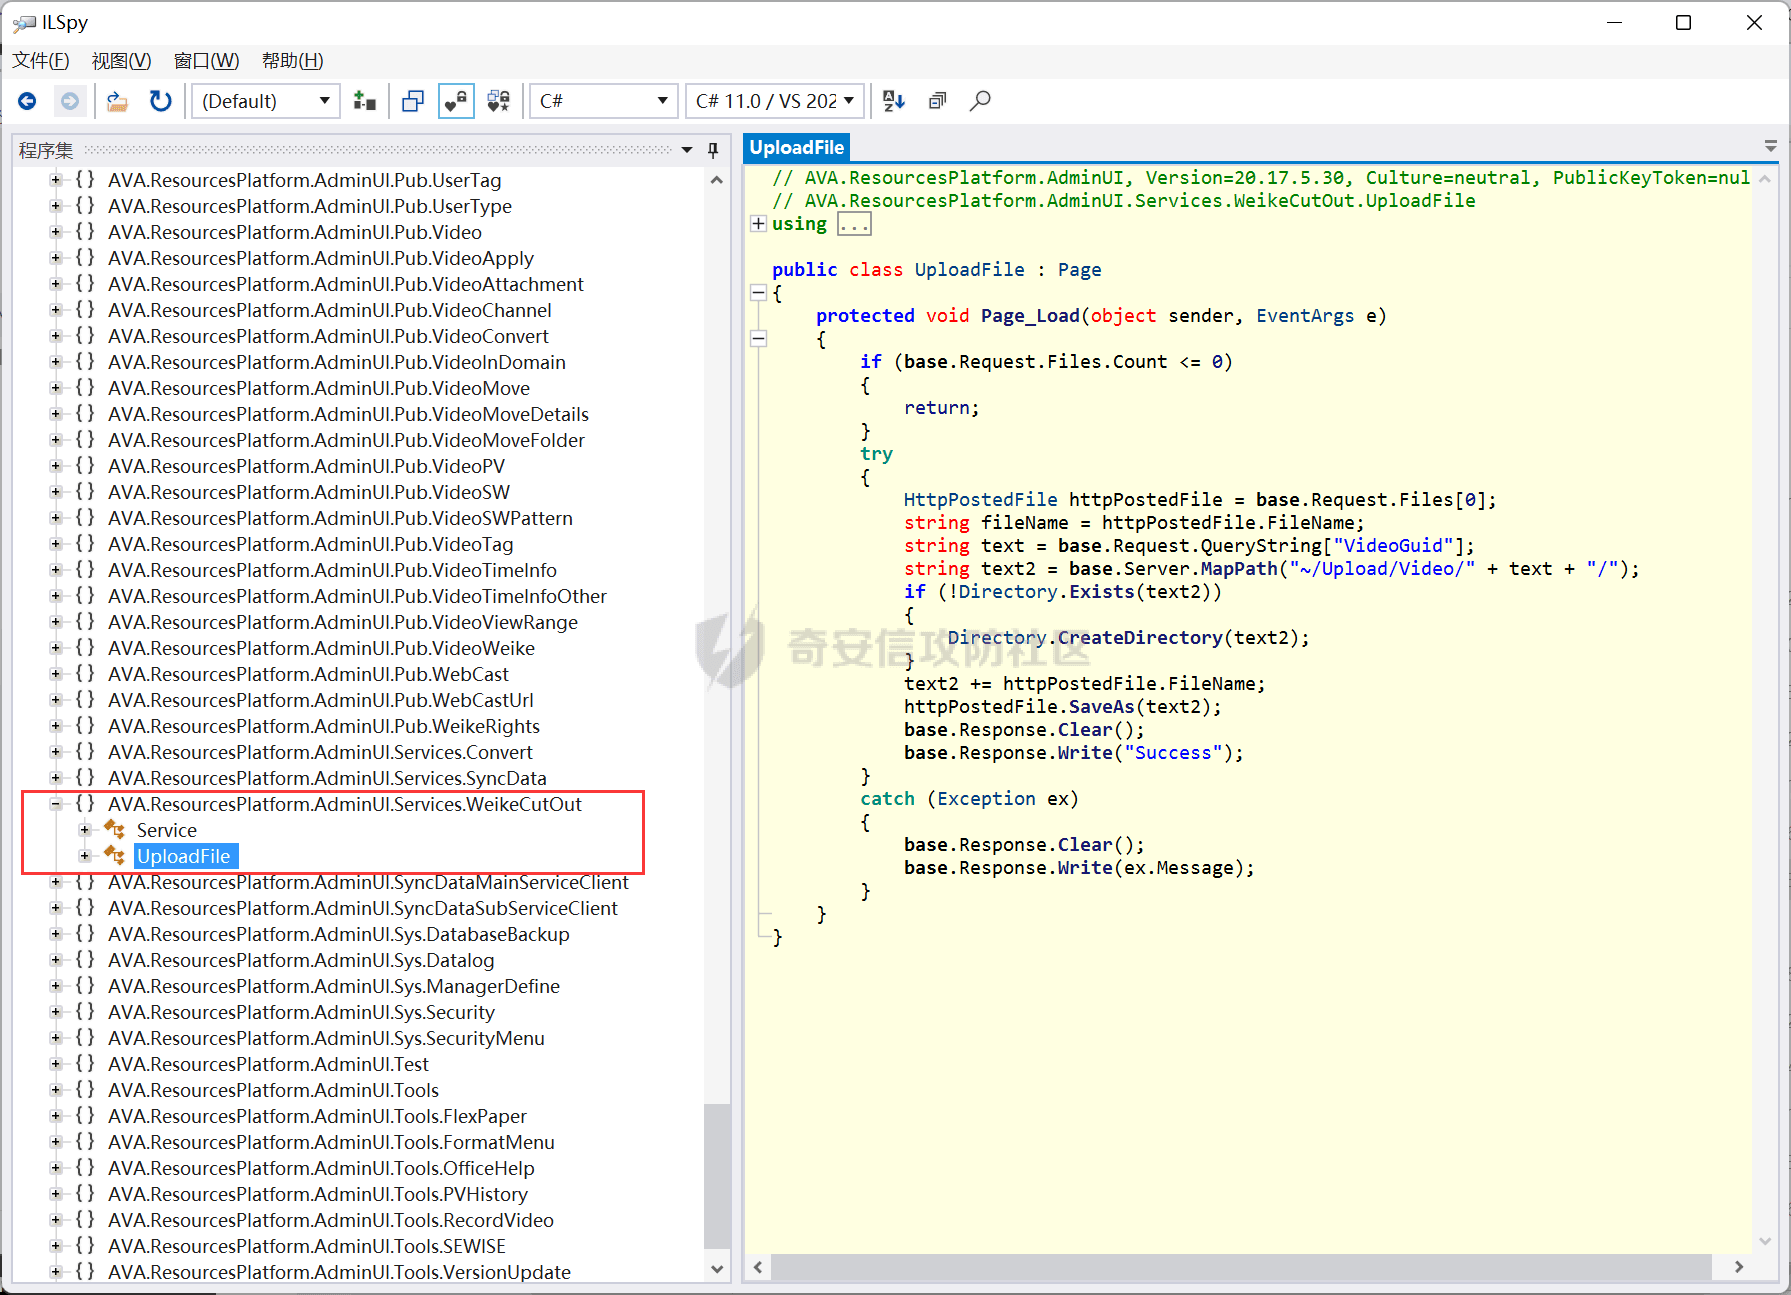 ILSpy
文件(F) 视图(V) 窗口(W) 帮助(H)
(Default) C# C# 11.0 / VS 202
程序集
AVA.ResourcesPlatform.AdminUI.Pub.UserTag
AVA.ResourcesPlatform.AdminUI.Pub.UserType
AVA.ResourcesPlatform.AdminUI.Pub.Video
AVA.ResourcesPlatform.AdminUI.Pub.VideoApply
AVA.ResourcesPlatform.AdminUI.Pub.VideoAttachment
AVA.ResourcesPlatform.AdminUI.Pub.VideoChannel
AVA.ResourcesPlatform.AdminUI.Pub.VideoConvert
AVA.ResourcesPlatform.AdminUI.Pub.VideoInDomain
AVA.ResourcesPlatform.AdminUI.Pub.VideoMove
AVA.ResourcesPlatform.AdminUI.Pub.VideoMoveDetails
AVA.ResourcesPlatform.AdminUI.Pub.VideoMoveFolder
AVA.ResourcesPlatform.AdminUI.Pub.VideoPV
AVA.ResourcesPlatform.AdminUI.Pub.VideoSW
AVA.ResourcesPlatform.AdminUI.Pub.VideoSWPattern
AVA.ResourcesPlatform.AdminUI.Pub.VideoTag
AVA.ResourcesPlatform.AdminUI.Pub.VideoTimeInfo
AVA.ResourcesPlatform.AdminUI.Pub.VideoTimeInfoOther
AVA.ResourcesPlatform.AdminUI.Pub.VideoViewRange
AVA.ResourcesPlatform.AdminUI.Pub.VideoWeike
AVA.ResourcesPlatform.AdminUI.Pub.WebCast
AVA.ResourcesPlatform.AdminUI.Pub.WebCastUrl
AVA.ResourcesPlatform.AdminUI.Pub.WeikeRights
AVA.ResourcesPlatform.AdminUI.Services.Convert
AVA.ResourcesPlatform.AdminUI.Services.SyncData
AVA.ResourcesPlatform.AdminUI.Services.WeikeCutOut
Service
UploadFile
AVA.ResourcesPlatform.AdminUI.SyncDataMainServiceClient
AVA.ResourcesPlatform.AdminUI.SyncDataSubServiceClient
AVA.ResourcesPlatform.AdminUI.Sys.DatabaseBackup
AVA.ResourcesPlatform.AdminUI.Sys.Datalog
AVA.ResourcesPlatform.AdminUI.Sys.ManagerDefine
AVA.ResourcesPlatform.AdminUI.Sys.Security
AVA.ResourcesPlatform.AdminUI.Sys.SecurityMenu
AVA.ResourcesPlatform.AdminUI.Test
AVA.ResourcesPlatform.AdminUI.Tools
AVA.ResourcesPlatform.AdminUI.Tools.FlexPaper
AVA.ResourcesPlatform.AdminUI.Tools.FormatMenu
AVA.ResourcesPlatform.AdminUI.Tools.OfficeHelp
AVA.ResourcesPlatform.AdminUI.Tools.PVHistory
AVA.ResourcesPlatform.AdminUI.Tools.RecordVideo
AVA.ResourcesPlatform.AdminUI.Tools.SEWISE
AVA.ResourcesPlatform.AdminUI.Tools.VersionUpdate
UploadFile
// AVA.ResourcesPlatform.AdminUI, Version=20.17.5.30, Culture=neutral, PublicKeyToken=nul
// AVA.ResourcesPlatform.AdminUI.Services.WeikeCutOut.UploadFile
using ...
public class UploadFile : Page
{
protected void Page_Load(object sender, EventArgs e)
{
if (base.Request.Files.Count <= 0)
{
return;
}
try
{
HttpPostedFile httpPostedFile = base.Request.Files[0];
string fileName = httpPostedFile.FileName;
string text = base.Request.QueryString["VideoGuid"];
string text2 = base.Server.MapPath("~/Upload/Video/" + text + "/");
if (!Directory.Exists(text2))
{
Directory.CreateDirectory(text2);
}
text2 += httpPostedFile.FileName;
httpPostedFile.SaveAs(text2);
base.Response.Clear();
base.Response.Write("Success");
}
catch (Exception ex)
{
base.Response.Clear();
base.Response.Write(ex.Message);
}
}
}
奇安信攻防社区